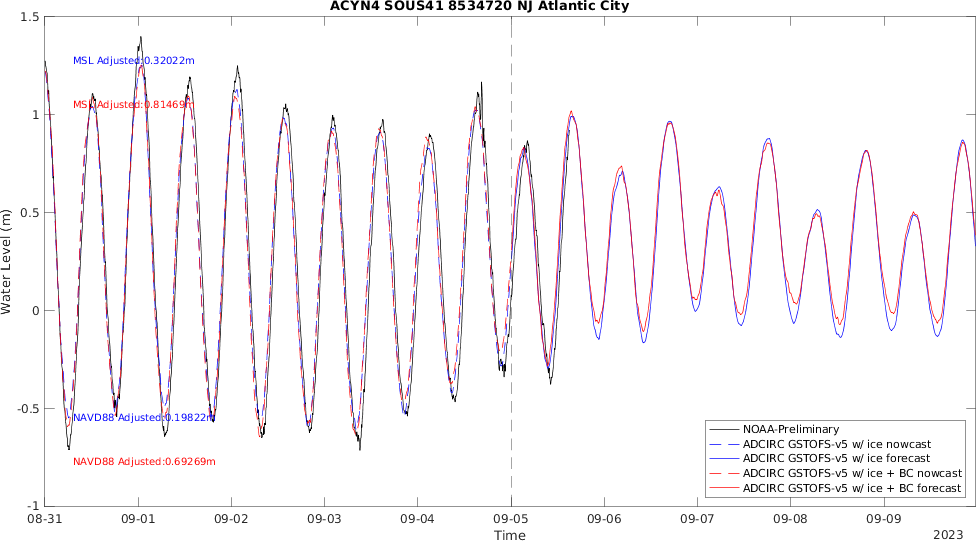 ACYN4 SOUS41 8534720 NJ Atlantic City
1.5
1
0.5
0
-0.5
-1
Water Level (m)
MSL Adjusted:0.32022m
MSL Adjusted:0.81469m
NAVD88 Adjusted:0.19822m
NAVD88 Adjusted:0.69269m
NOAA-Preliminary
ADCIRC GSTOFS-v5 w/ ice nowcast
ADCIRC GSTOFS-v5 w/ ice forecast
ADCIRC GSTOFS-v5 w/ ice + BC nowcast
ADCIRC GSTOFS-v5 w/ ice + BC forecast
08-31 09-01 09-02 09-03 09-04 09-05 09-06 09-07 09-08 09-09
Time
2023